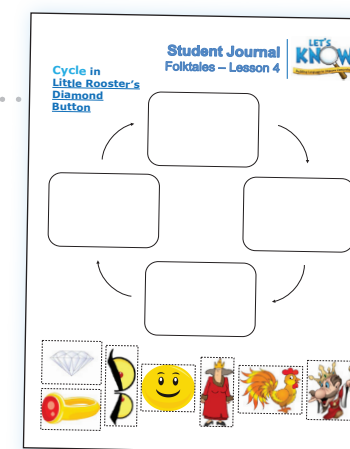 Student Journal
Folktales – Lesson 4
LET'S
KNOW
Cycle in
Little Rooster's
Diamond
Button